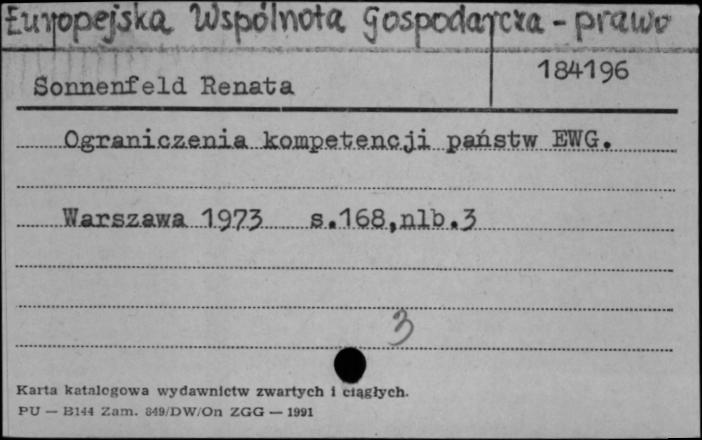 Europejska Wspólnota Gospodarcza - prawo
184196
Sonnenfeld Renata
Ograniczenia kompetencji państw EWG.
Warszawa 1973 s.168,nlb.3
3
Karta katalogowa wydawnictw zwartych i ciągłych.
PU — B144 Zam. 849/DW/On ZGG — 1991